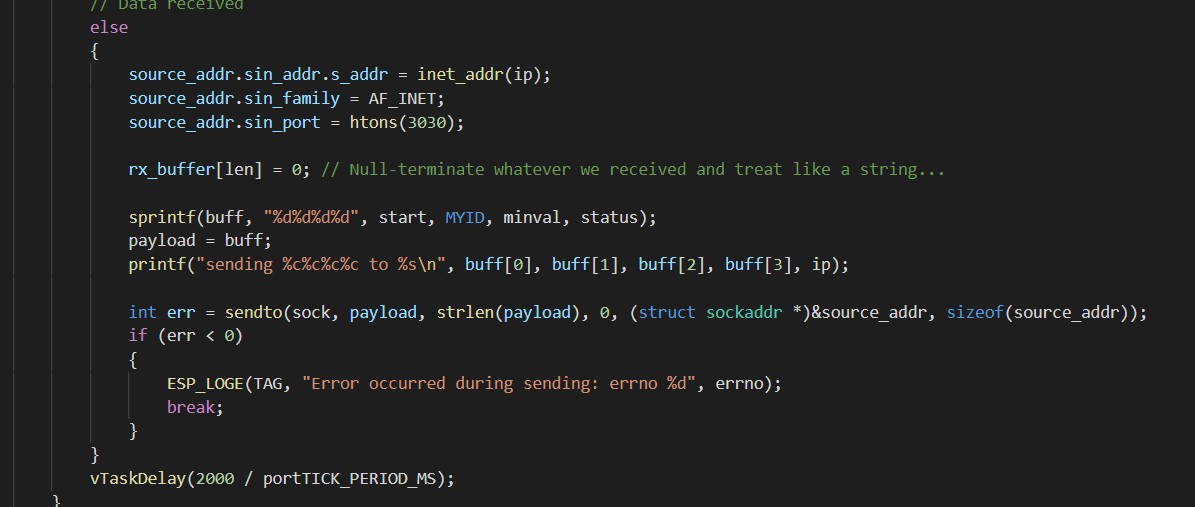 // Data received
else
{
source_addr.sin_addr.s_addr = inet_addr(ip);
source_addr.sin_family = AF_INET;
source_addr.sin_port = htons(3030);
rx_buffer[len] = 0; // Null-terminate whatever we received and treat like a string...
sprintf(buff, "%d%d%d%d", start, MYID, minval, status);
payload = buff;
printf("sending %c%c%c%c to %s\n", buff[0], buff[1], buff[2], buff[3], ip);
int err = sendto(sock, payload, strlen(payload), 0, (struct sockaddr *)&source_addr, sizeof(source_addr));
if (err < 0)
{
ESP_LOGE(TAG, "Error occurred during sending: errno %d", errno);
break;
}
}
vTaskDelay(2000 / portTICK_PERIOD_MS);
}